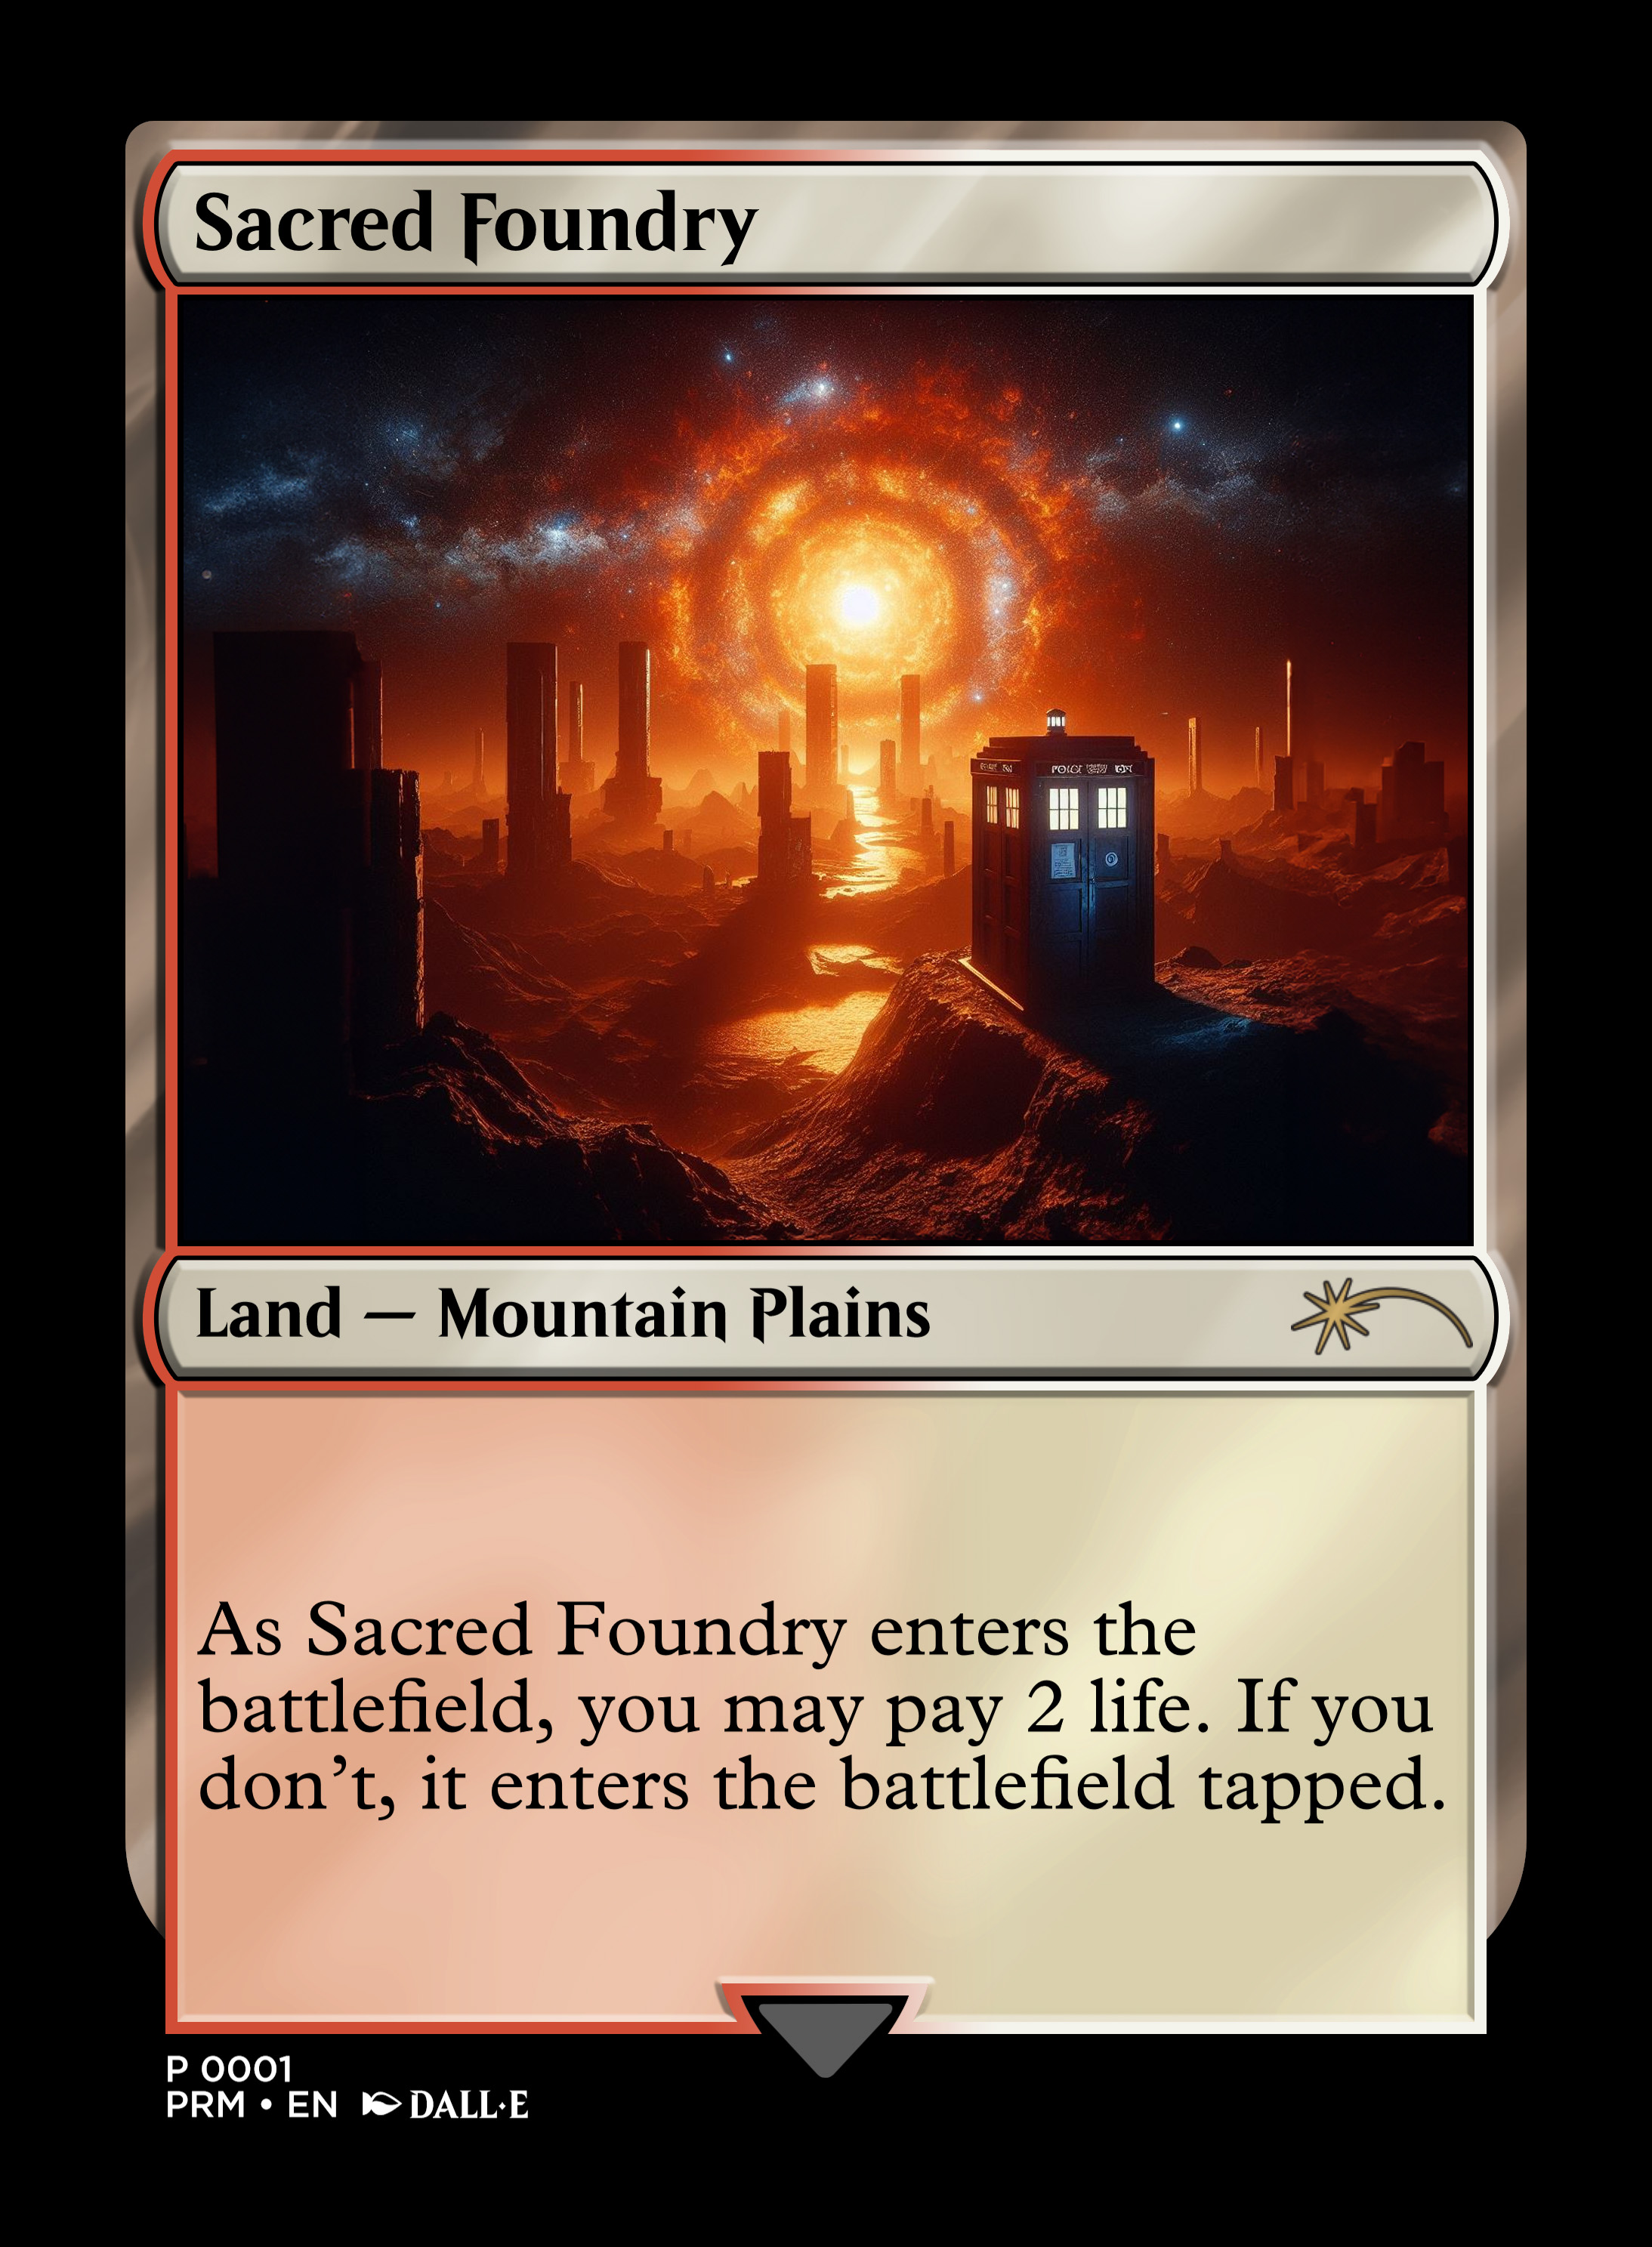 Sacred Foundry
Land — Mountain Plains
As Sacred Foundry enters the
battlefield, you may pay 2 life. If you
don’t, it enters the battlefield tapped.
P 0001
PRM • EN DALL•E